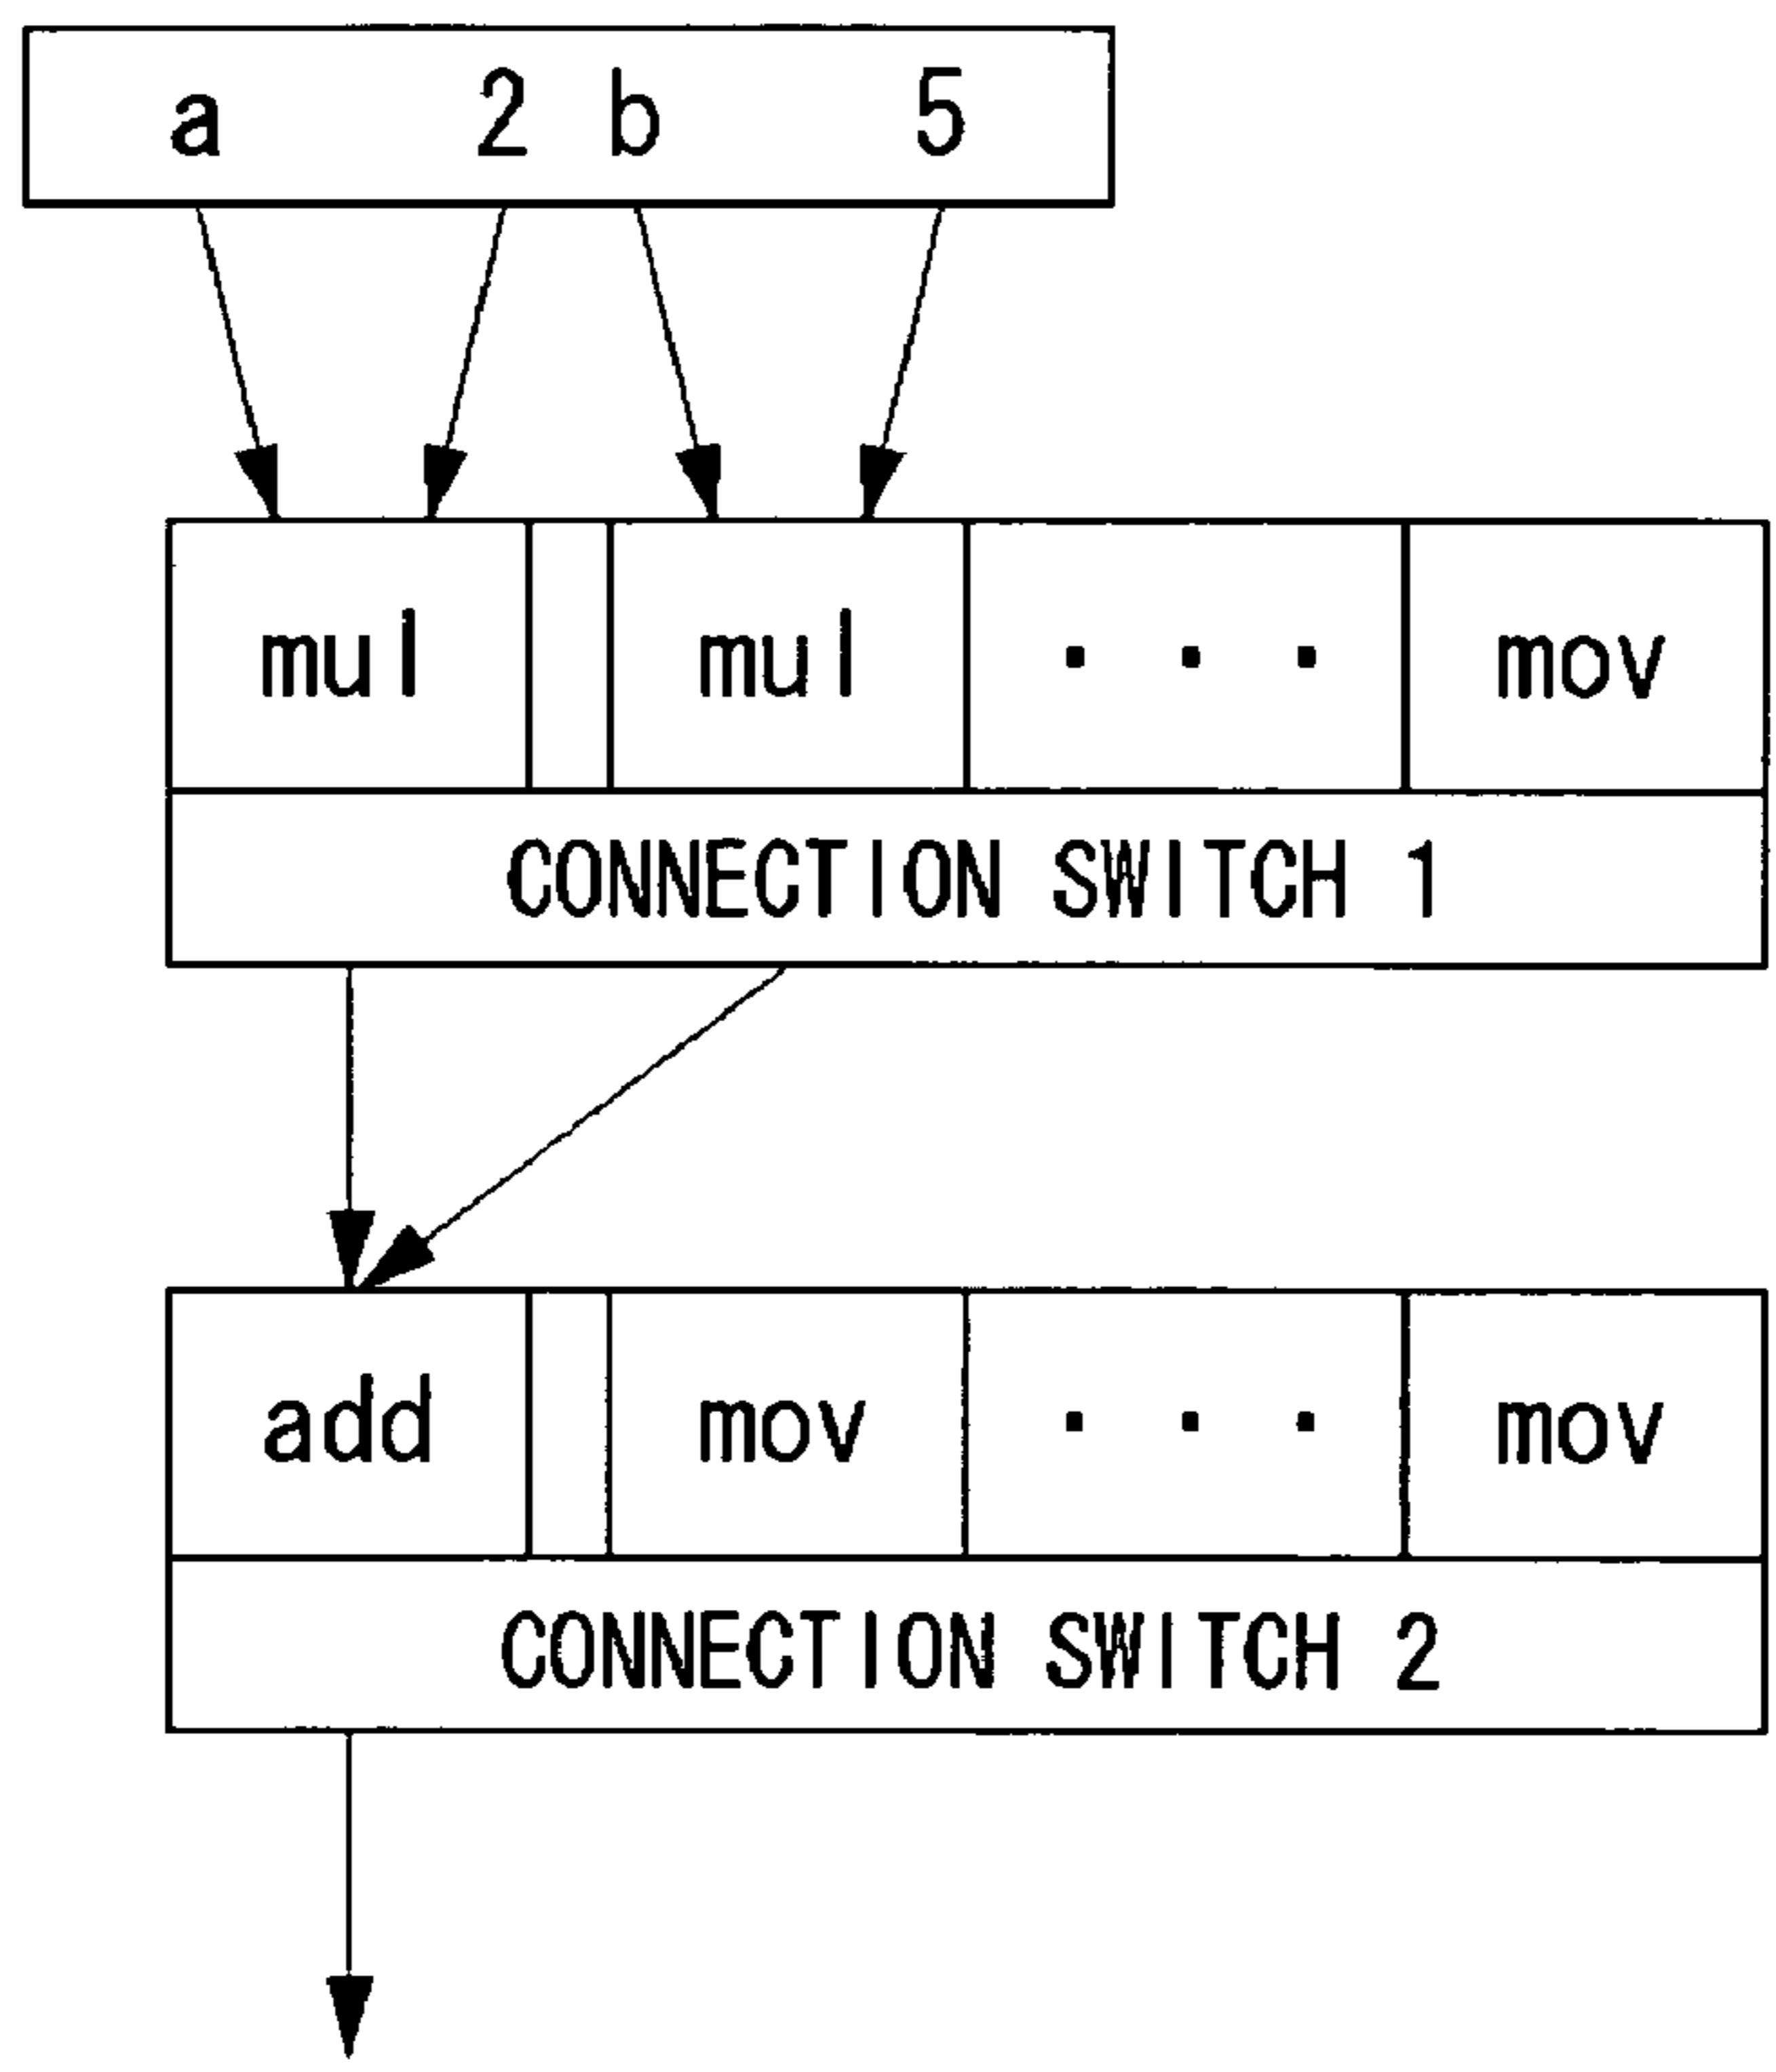 a 2 b 5
mul mul · · · mov
CONNECTION SWITCH 1
add mov · · · mov
CONNECTION SWITCH 2